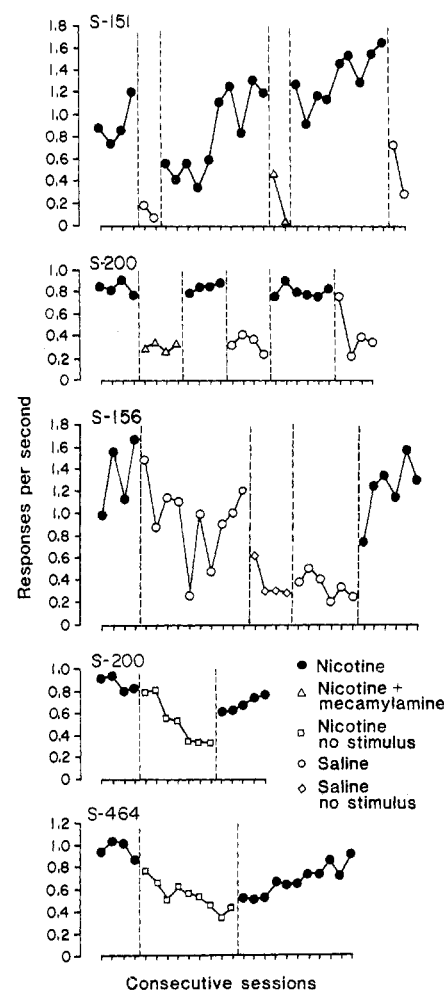 S-151
1.8
1.6
1.4
1.2
1.0
0.8
0.6
0.4
0.2
0
S-200
1.0
0.8
0.6
0.4
0.2
0
S-156
1.8
1.6
1.4
1.2
1.0
0.8
0.6
0.4
0.2
0
Responses per second
S-200
1.0
0.8
0.6
0.4
0.2
0
Nicotine
Nicotine +
mecamylamine
Nicotine
no stimulus
Saline
Saline
no stimulus
S-464
1.2
1.0
0.8
0.6
0.4
0.2
0
Consecutive sessions